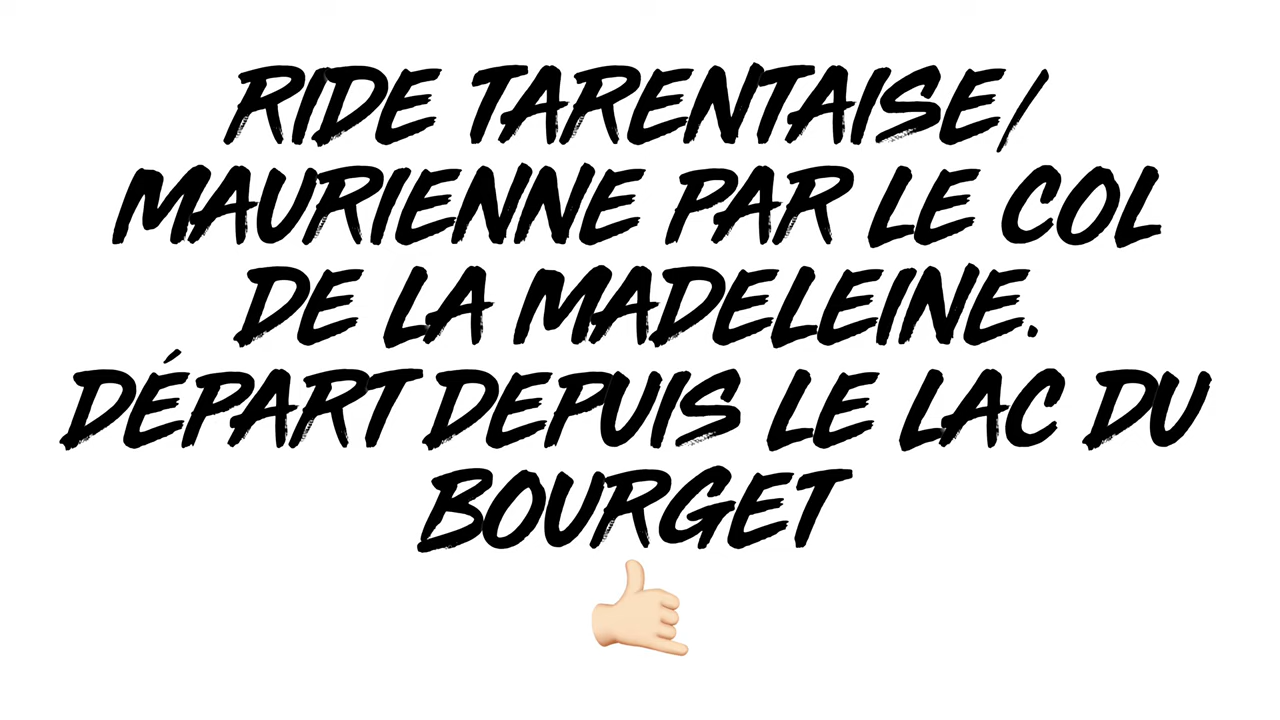 RIDE TARENTAISE/
MAURIENNE PAR LE COL
DE LA MADELEINE.
DÉPART DEPUIS LE LAC DU
BOURGET
🤙🏻